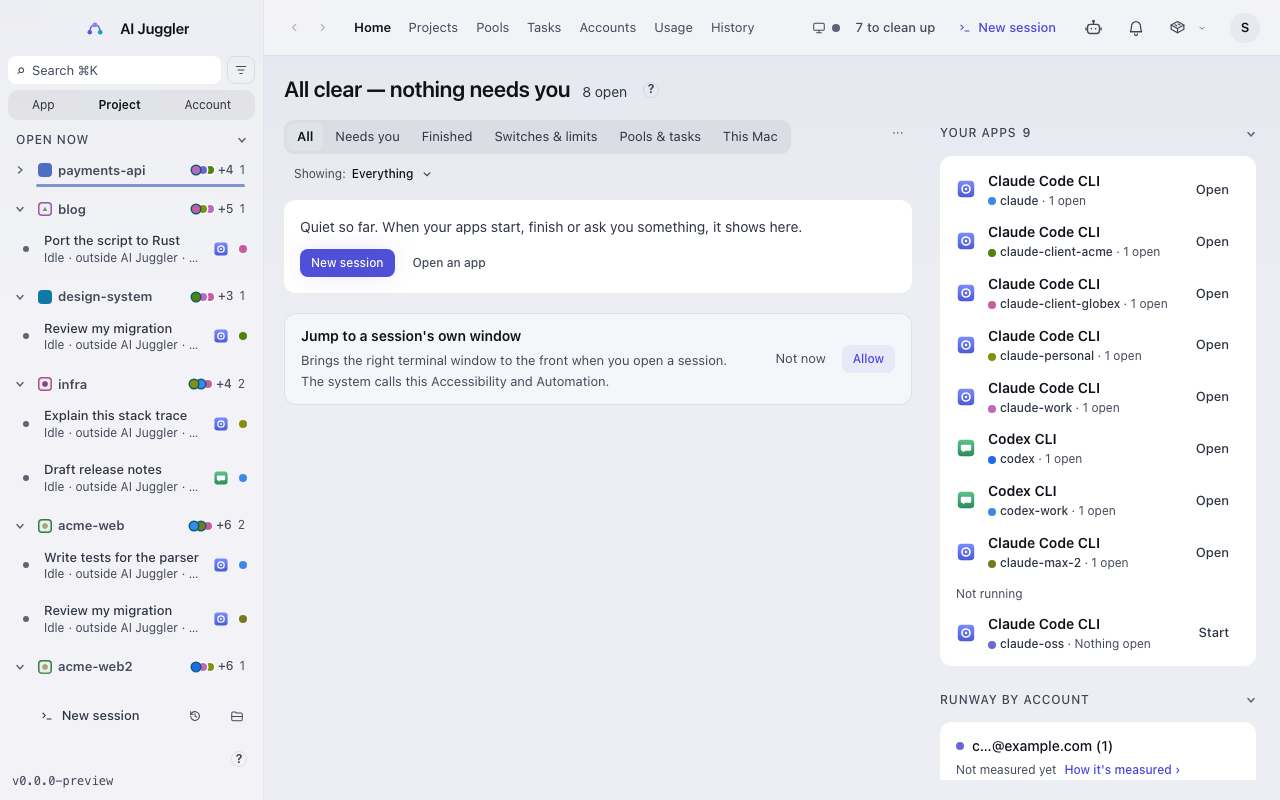 AI Juggler
Search ⌘K
App Project Account
OPEN NOW
payments-api +4 1
blog +5 1
Port the script to Rust
Idle · outside AI Juggler · ...
design-system +3 1
Review my migration
Idle · outside AI Juggler · ...
infra +4 2
Explain this stack trace
Idle · outside AI Juggler · ...
Draft release notes
Idle · outside AI Juggler · ...
acme-web +6 2
Write tests for the parser
Idle · outside AI Juggler · ...
Review my migration
Idle · outside AI Juggler · ...
acme-web2 +6 1
New session
?
v0.0.0-preview
Home Projects Pools Tasks Accounts Usage History
7 to clean up
New session
S
All clear — nothing needs you 8 open ?
All Needs you Finished Switches & limits Pools & tasks This Mac ...
Showing: Everything
Quiet so far. When your apps start, finish or ask you something, it shows here.
New session Open an app
Jump to a session's own window
Brings the right terminal window to the front when you open a session.
The system calls this Accessibility and Automation.
Not now Allow
YOUR APPS 9
Claude Code CLI
claude · 1 open
Open
Claude Code CLI
claude-client-acme · 1 open
Open
Claude Code CLI
claude-client-globex · 1 open
Open
Claude Code CLI
claude-personal · 1 open
Open
Claude Code CLI
claude-work · 1 open
Open
Codex CLI
codex · 1 open
Open
Codex CLI
codex-work · 1 open
Open
Claude Code CLI
claude-max-2 · 1 open
Open
Not running
Claude Code CLI
claude-oss · Nothing open
Start
RUNWAY BY ACCOUNT
c...@example.com (1)
Not measured yet How it's measured ›